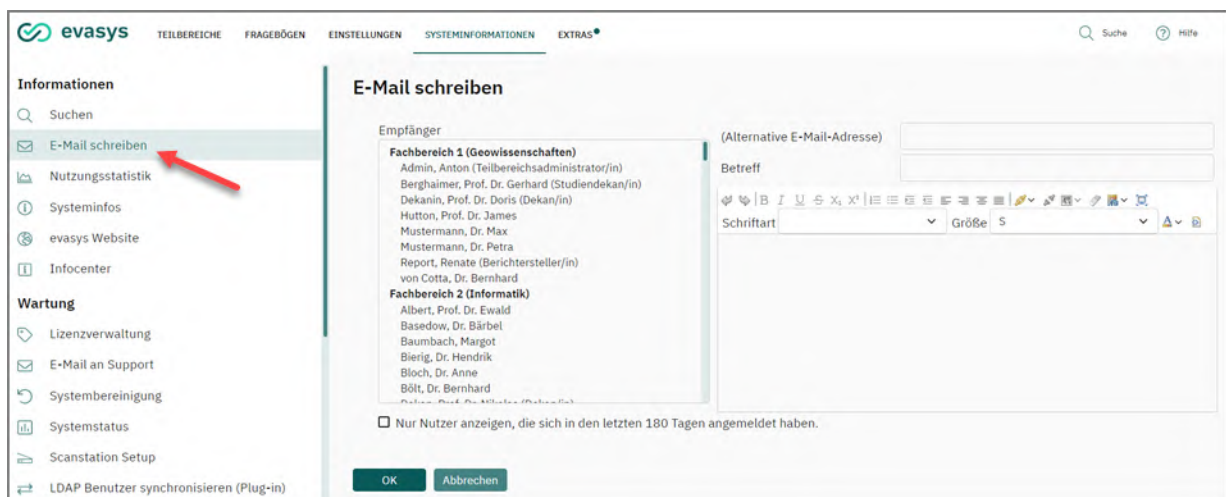 evasys TEILBEREICHE FRAGEBÖGEN EINSTELLUNGEN SYSTEMINFORMATIONEN EXTRAS Suche Hilfe
Informationen
Suchen
E-Mail schreiben
Nutzungsstatistik
Systeminfos
evasys Website
Infocenter
Wartung
Lizenzverwaltung
E-Mail an Support
Systembereinigung
Systemstatus
Scanstation Setup
LDAP Benutzer synchronisieren (Plug-in)
E-Mail schreiben
Empfänger
Fachbereich 1 (Geowissenschaften)
Admin, Anton (Teilbereichsadministrator/in)
Berghaimer, Prof. Dr. Gerhard (Studiendekan/in)
Dekanin, Prof. Dr. Doris (Dekan/in)
Hutton, Prof. Dr. James
Mustermann, Dr. Max
Mustermann, Dr. Petra
Report, Renate (Berichtersteller/in)
von Cotta, Dr. Bernhard
Fachbereich 2 (Informatik)
Albert, Prof. Dr. Ewald
Basedow, Dr. Bärbel
Baumbach, Margot
Bierig, Dr. Hendrik
Bloch, Dr. Anne
Bölt, Dr. Bernhard
(Alternative E-Mail-Adresse)
Betreff
B I U S X₂ X²
Schriftart Größe S A
Nur Nutzer anzeigen, die sich in den letzten 180 Tagen angemeldet haben.
OK Abbrechen